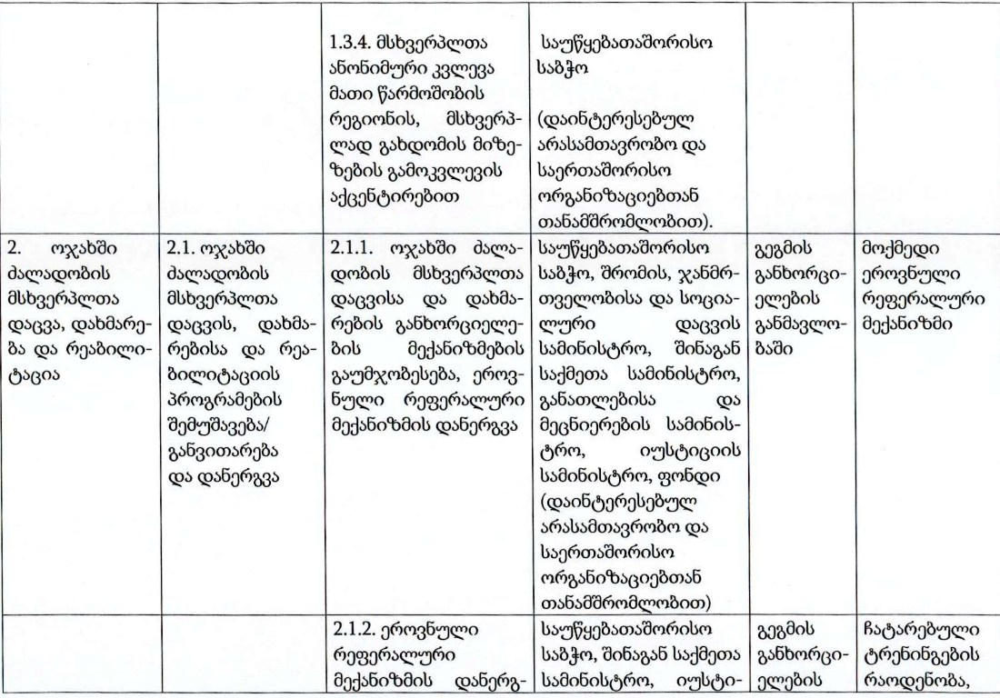 1.3.4. მსხვერპლთა
ანონიმური კვლევა
მათი წარმოშობის
რეგიონის, მსხვერპ-
ლად გახდომის მიზე-
ზების გამოკვლევის
აქცენტირებით
საუწყებათაშორისო
საბჭო
(დაინტერესებულ
არასამთავრობო და
საერთაშორისო
ორგანიზაციებთან
თანამშრომლობით).
2. ოჯახში
ძალადობის
მსხვერპლთა
დაცვა, დახმარე-
ბა და რეაბილი-
ტაცია
2.1. ოჯახში
ძალადობის
მსხვერპლთა
დაცვის, დახმა-
რებისა და რეა-
ბილიტაციის
პროგრამების
შემუშავება/
განვითარება
და დანერგვა
2.1.1. ოჯახში ძალა-
დობის მსხვერპლთა
დაცვისა და დახმა-
რების განხორციელე-
ბის მექანიზმების
გაუმჯობესება, ეროვ-
ნული რეფერალური
მექანიზმის დანერგვა
საუწყებათაშორისო
საბჭო, შრომის, ჯანმრ-
თველობისა და სოცია-
ლური დაცვის
სამინისტრო, შინაგან
საქმეთა სამინისტრო,
განათლებისა და
მეცნიერების სამინის-
ტრო, იუსტიციის
სამინისტრო, ფონდი
(დაინტერესებულ
არასამთავრობო და
საერთაშორისო
ორგანიზაციებთან
თანამშრომლობით)
გეგმის
განხორცი-
ელების
განმავლო-
ბაში
მოქმედი
ეროვნული
რეფერალური
მექანიზმი
2.1.2. ეროვნული
რეფერალური
მექანიზმის დანერგ-
საუწყებათაშორისო
საბჭო, შინაგან საქმეთა
სამინისტრო, იუსტი-
გეგმის
განხორცი-
ელების
ჩატარებული
ტრენინგების
რაოდენობა,